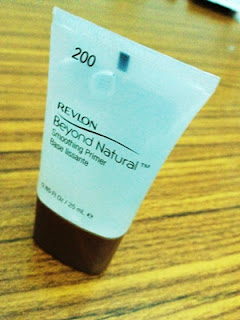 200
REVLON
Beyond Natural™
Smoothing Primer
Base lissante
0.85 Fl Oz / 25 mL e